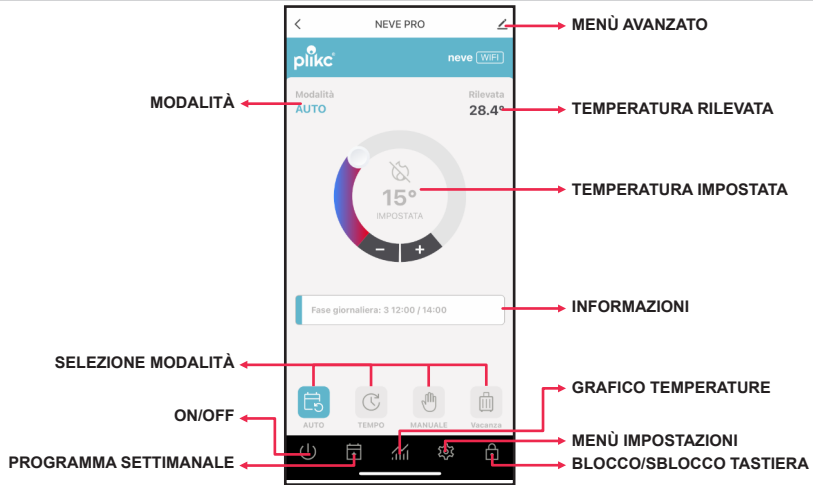 NEVE PRO
MENÙ AVANZATO
plikc
neve WIFI
Modalità
Rilevata
MODALITÀ
AUTO
28.4°
TEMPERATURA RILEVATA
15°
TEMPERATURA IMPOSTATA
IMPOSTATA
− +
Fase giornaliera: 3 12:00 / 14:00
INFORMAZIONI
SELEZIONE MODALITÀ
GRAFICO TEMPERATURE
AUTO TEMPO MANUALE Vacanza
ON/OFF
MENÙ IMPOSTAZIONI
PROGRAMMA SETTIMANALE
BLOCCO/SBLOCCO TASTIERA